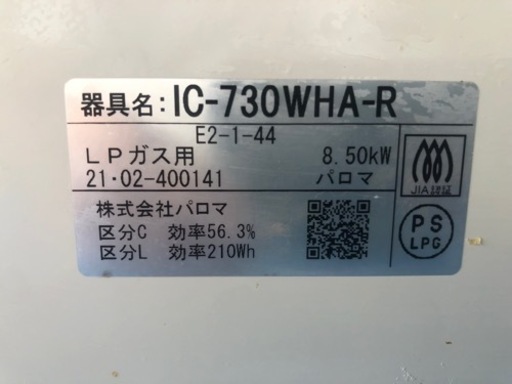 器具名: IC-730WHA-R
E2-1-44
LPガス用 8.50kW
21・02-400141 パロマ
JIA認証
株式会社パロマ
区分C 効率56.3%
区分L 効率210Wh
PS
LPG